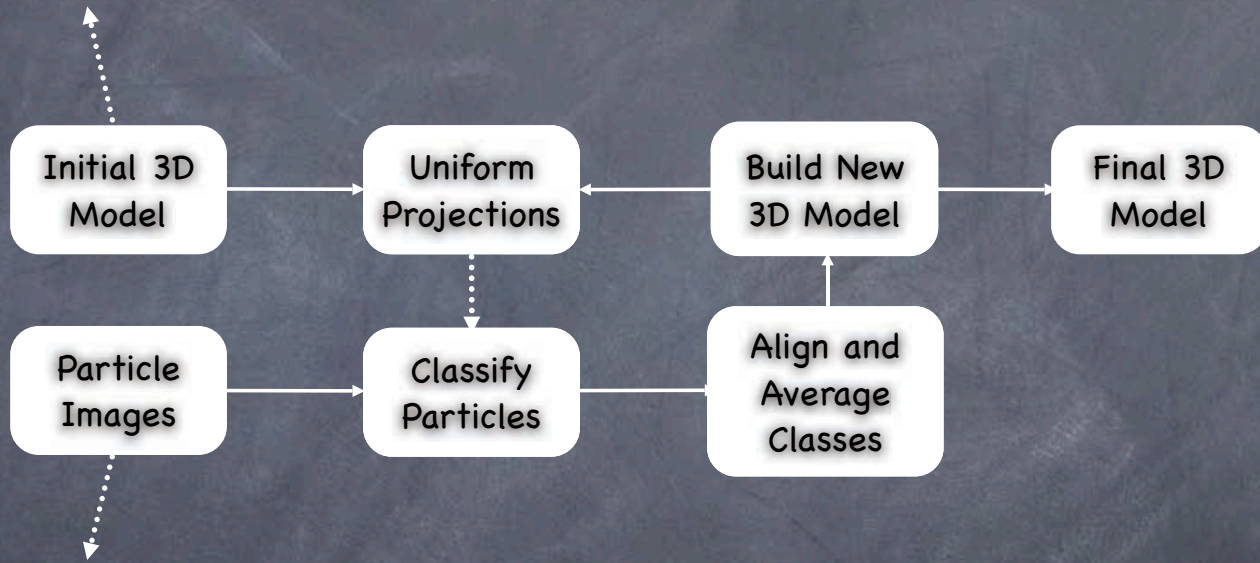 Initial 3D
Model
Uniform
Projections
Build New
3D Model
Final 3D
Model
Particle
Images
Classify
Particles
Align and
Average
Classes